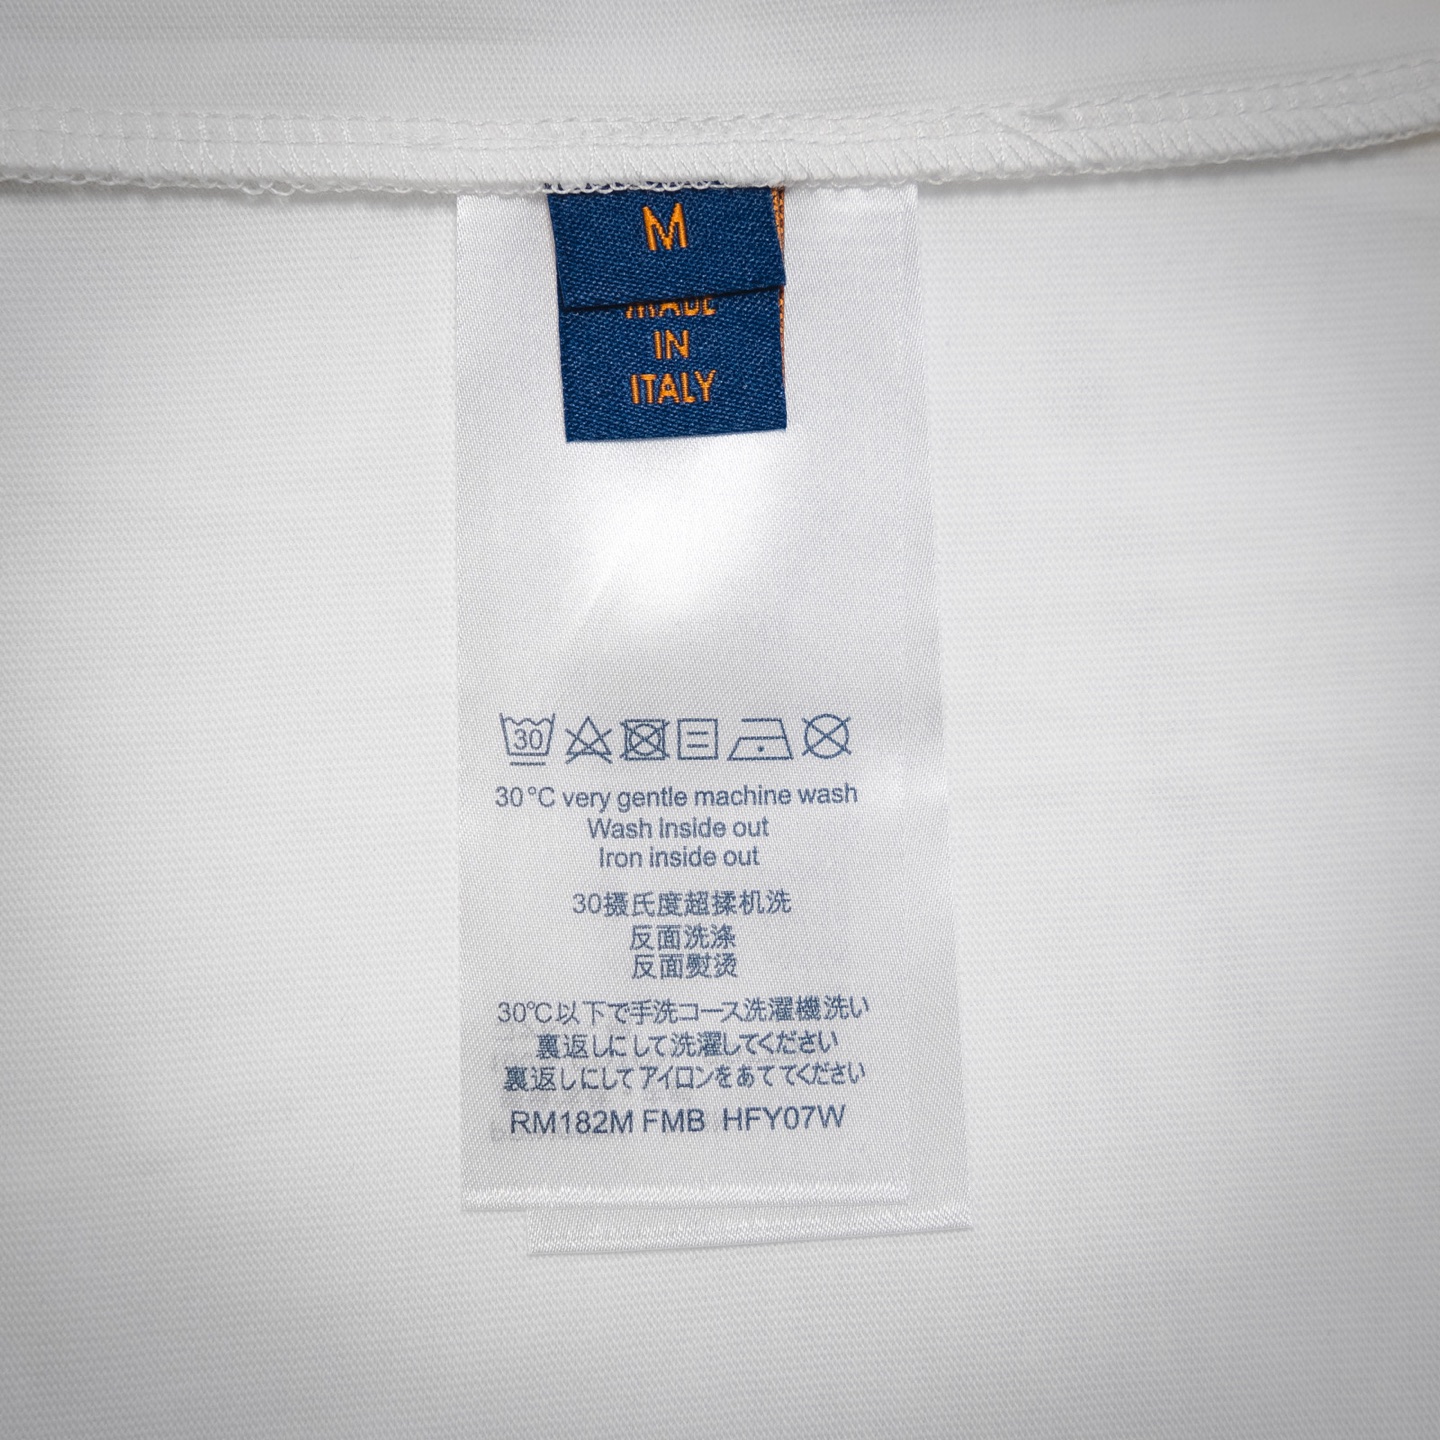 M
MADE
IN
ITALY
30
30°C very gentle machine wash
Wash inside out
Iron inside out
30摄氏度超揉机洗
反面洗涤
反面熨烫
30℃以下で手洗コース洗濯機洗い
裏返しにして洗濯してください
裏返しにしてアイロンをあててください
RM182M FMB HFY07W